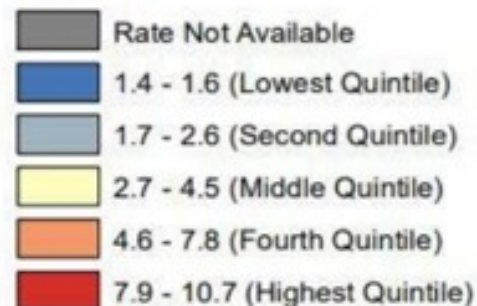 Rate Not Available
1.4 - 1.6 (Lowest Quintile)
1.7 - 2.6 (Second Quintile)
2.7 - 4.5 (Middle Quintile)
4.6 - 7.8 (Fourth Quintile)
7.9 - 10.7 (Highest Quintile)